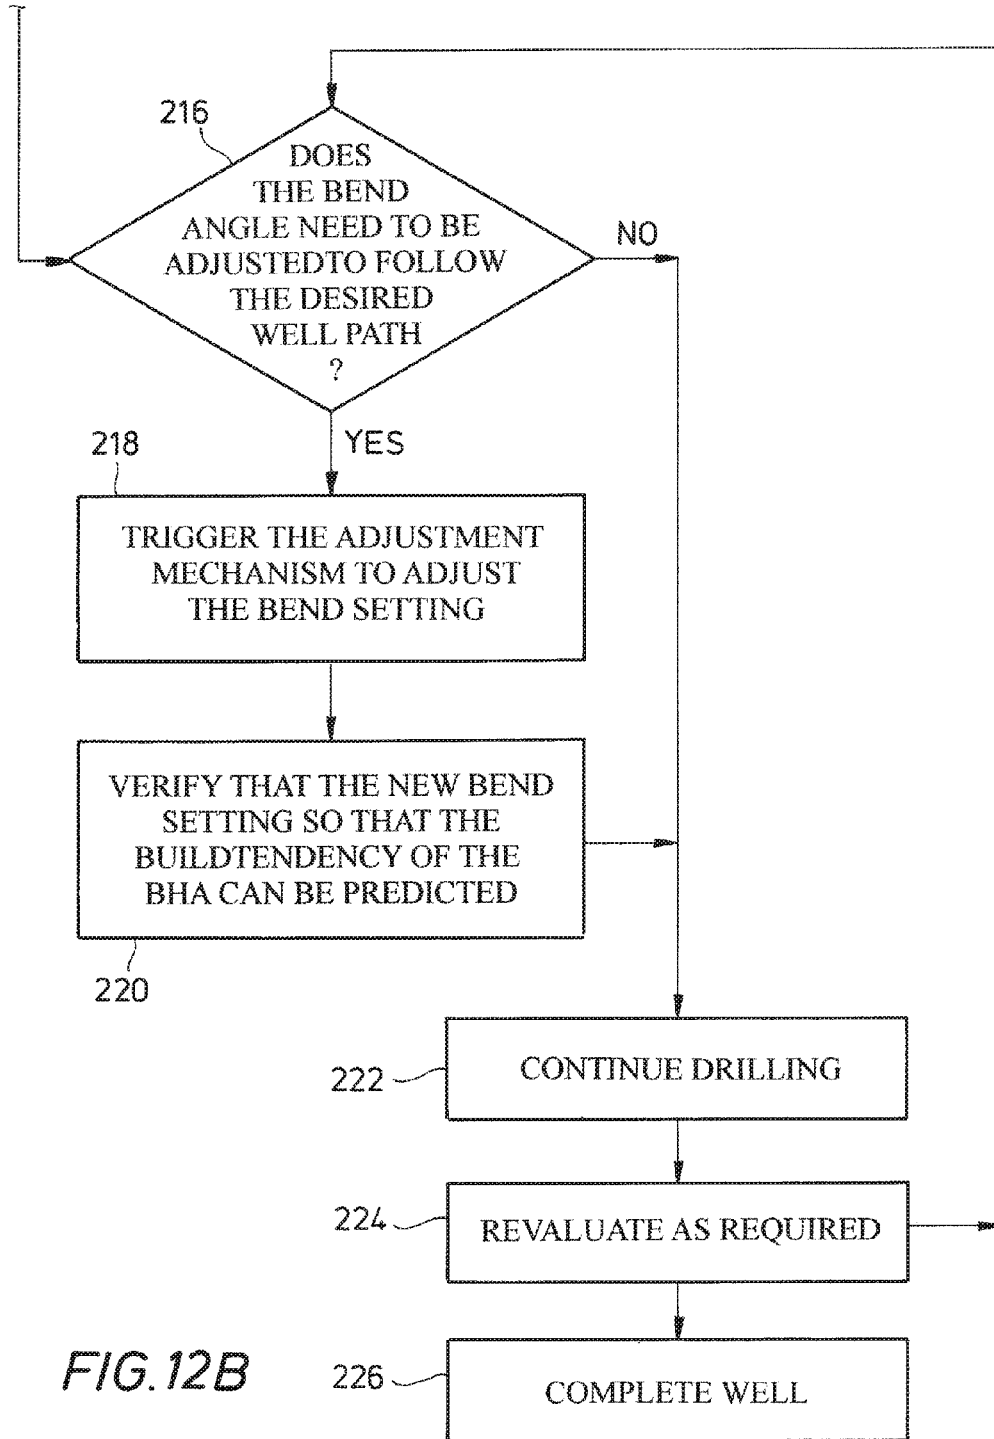 216
DOES
THE BEND
ANGLE NEED TO BE
ADJUSTEDTO FOLLOW
THE DESIRED
WELL PATH
?
NO
YES
218
TRIGGER THE ADJUSTMENT
MECHANISM TO ADJUST
THE BEND SETTING
VERIFY THAT THE NEW BEND
SETTING SO THAT THE
BUILDTENDENCY OF THE
BHA CAN BE PREDICTED
220
222
CONTINUE DRILLING
224
REVALUATE AS REQUIRED
226
COMPLETE WELL
FIG.12B